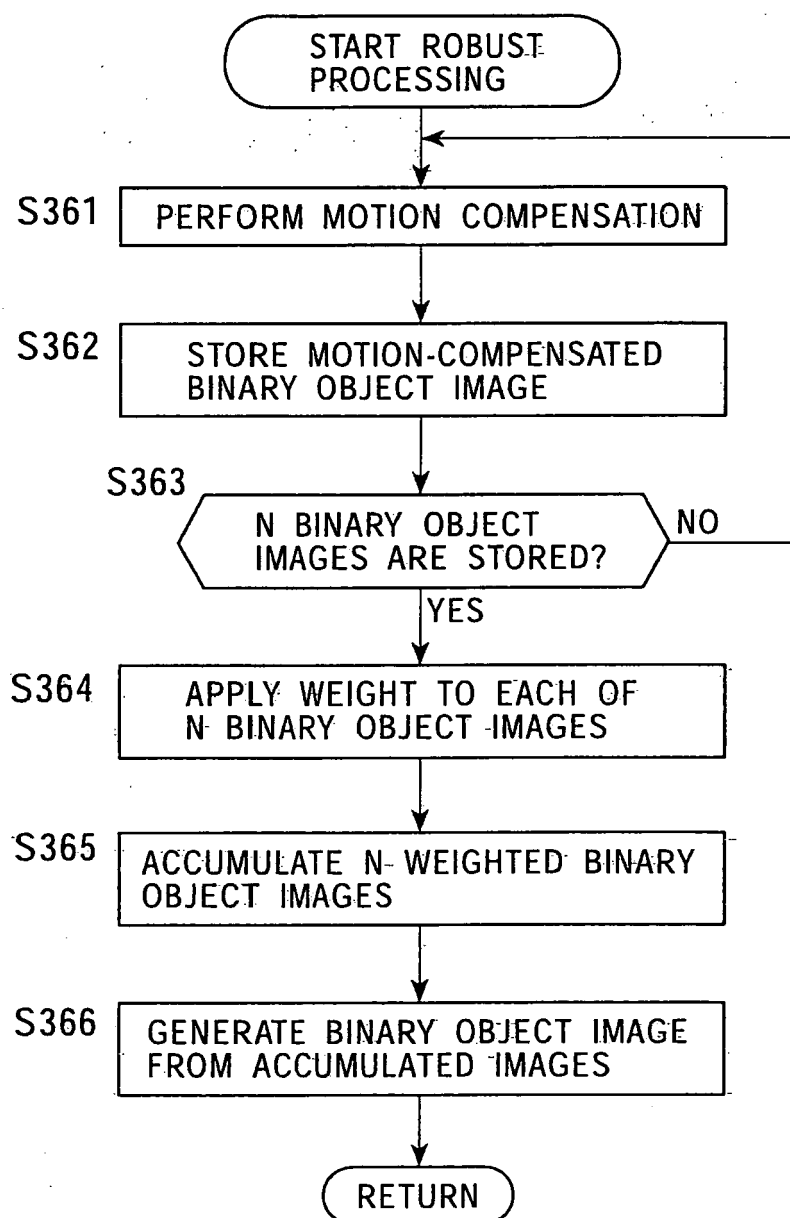 START ROBUST
PROCESSING
S361
PERFORM MOTION COMPENSATION
S362
STORE MOTION-COMPENSATED
BINARY OBJECT IMAGE
S363
N BINARY OBJECT
IMAGES ARE STORED?
NO
YES
S364
APPLY WEIGHT TO EACH OF
N BINARY OBJECT IMAGES
S365
ACCUMULATE N WEIGHTED BINARY
OBJECT IMAGES
S366
GENERATE BINARY OBJECT IMAGE
FROM ACCUMULATED IMAGES
RETURN